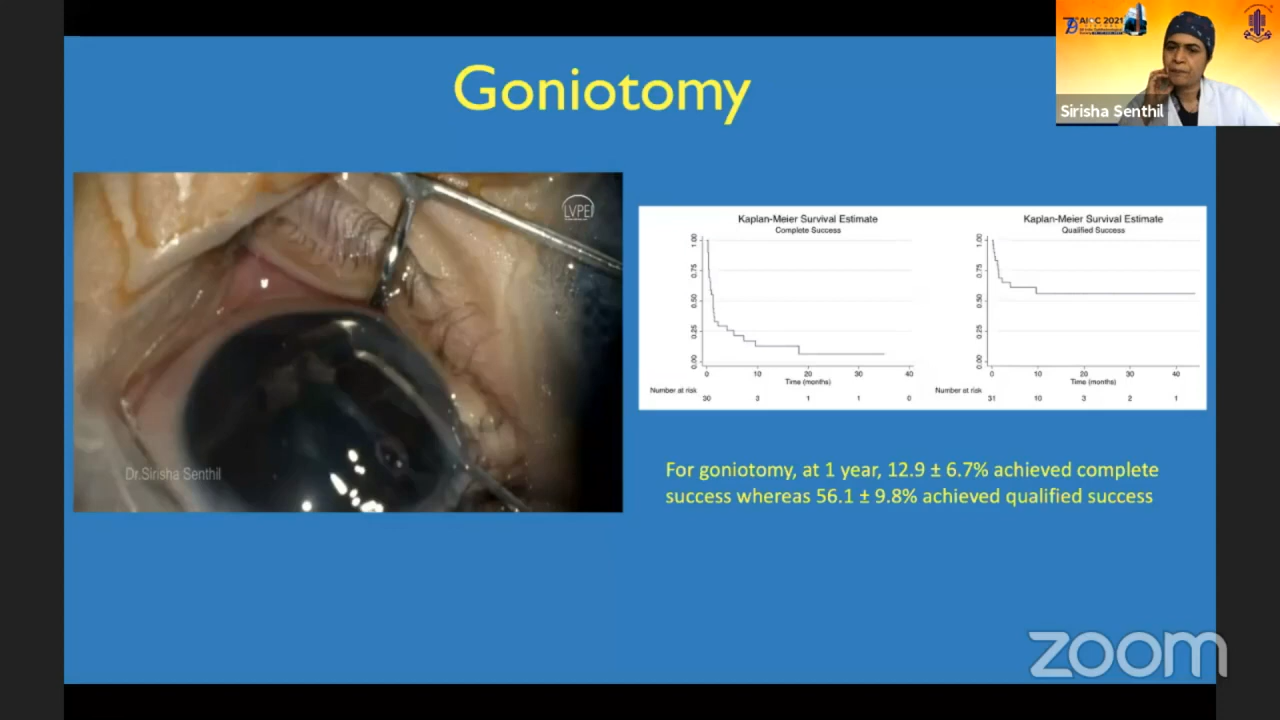 Goniotomy
AIOC 2021
Sirisha Senthil
LVPEI
Dr.Sirisha Senthil
Kaplan-Meier Survival Estimate
Complete Success
1.00
0.75
0.50
0.25
0.00
0 10 20 30 40
Time (months)
Number at risk
30 3 1 1 0
Kaplan-Meier Survival Estimate
Qualified Success
1.00
0.75
0.50
0.25
0.00
0 10 20 30 40
Time (months)
Number at risk
31 10 3 2 1
For goniotomy, at 1 year, 12.9 ± 6.7% achieved complete
success whereas 56.1 ± 9.8% achieved qualified success
zoom